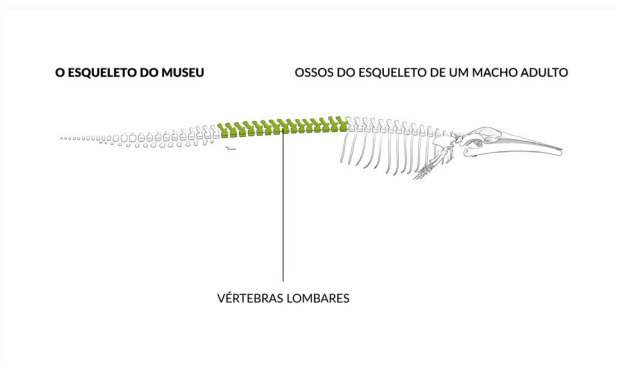 O ESQUELETO DO MUSEU
OSSOS DO ESQUELETO DE UM MACHO ADULTO
VÉRTEBRAS LOMBARES